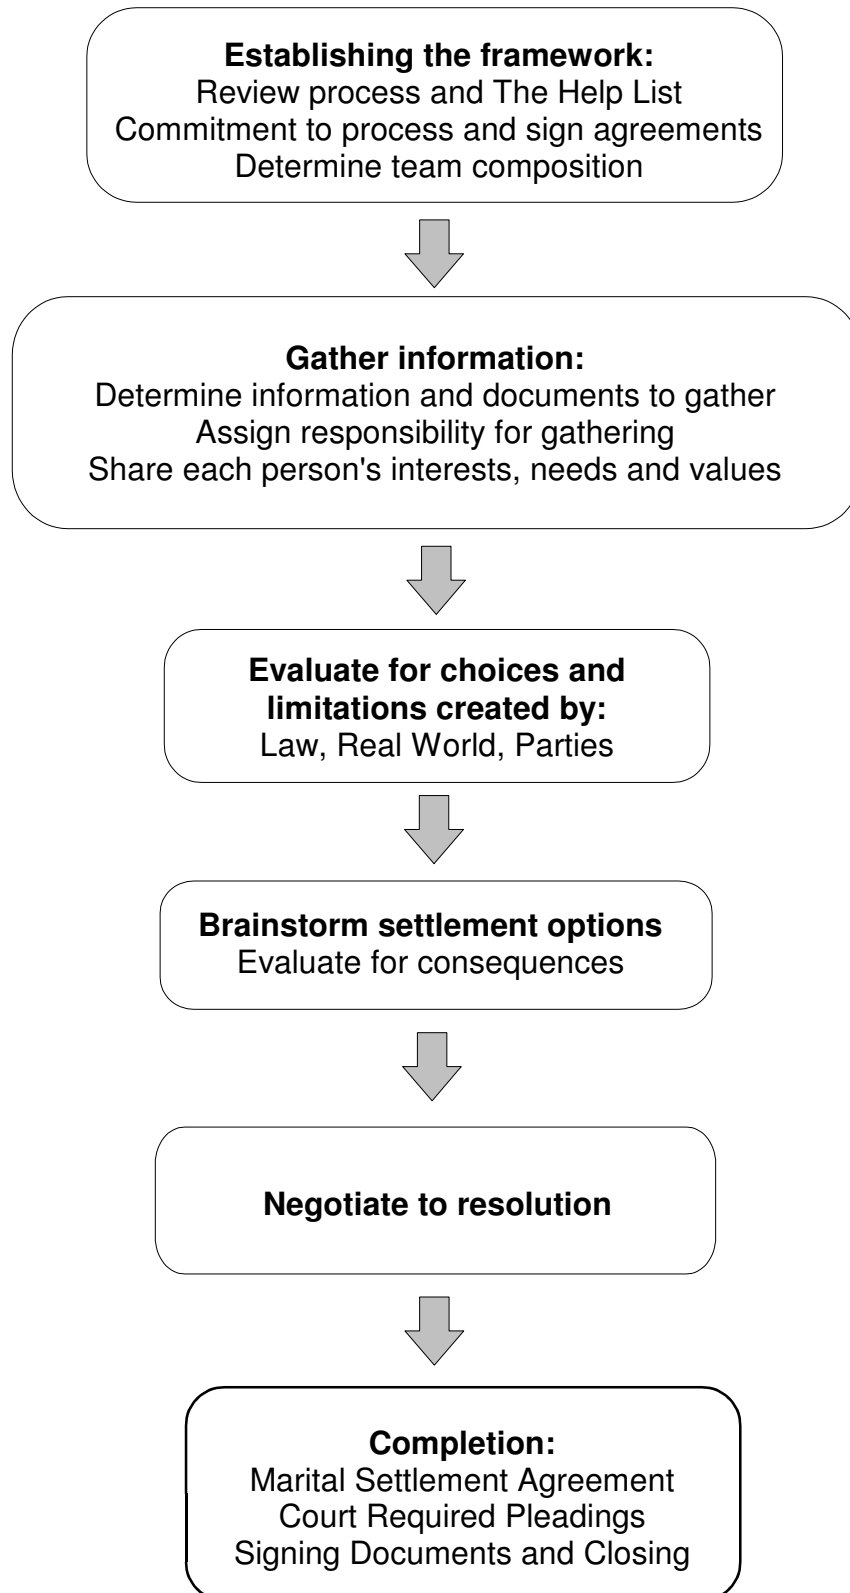 Establishing the framework:
Review process and The Help List
Commitment to process and sign agreements
Determine team composition
Gather information:
Determine information and documents to gather
Assign responsibility for gathering
Share each person's interests, needs and values
Evaluate for choices and
limitations created by:
Law, Real World, Parties
Brainstorm settlement options
Evaluate for consequences
Negotiate to resolution
Completion:
Marital Settlement Agreement
Court Required Pleadings
Signing Documents and Closing